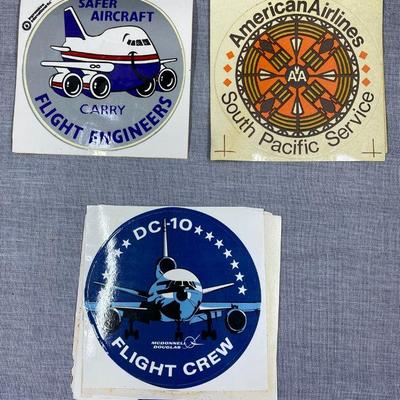 SAFER
AIRCRAFT
CARRY
FLIGHT ENGINEERS
AmericanAirlines
AA
South Pacific Service
DC-10
MCDONNELL
DOUGLAS
FLIGHT CREW